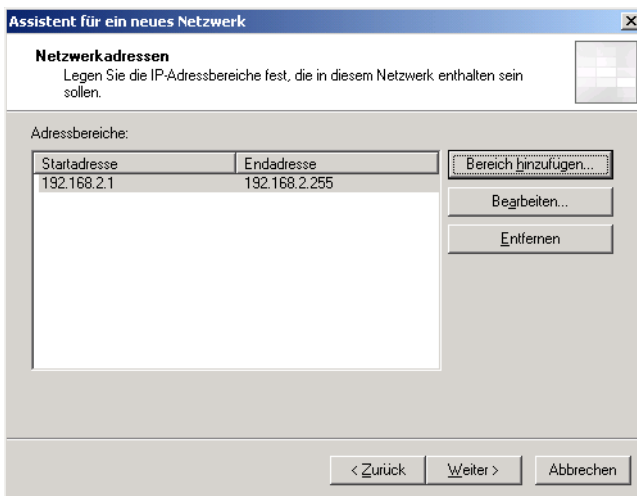 Assistent für ein neues Netzwerk
Netzwerkadressen
Legen Sie die IP-Adressbereiche fest, die in diesem Netzwerk enthalten sein
sollen.
Adressbereiche:
Startadresse Endadresse
192.168.2.1 192.168.2.255
Bereich hinzufügen...
Bearbeiten...
Entfernen
< Zurück Weiter > Abbrechen